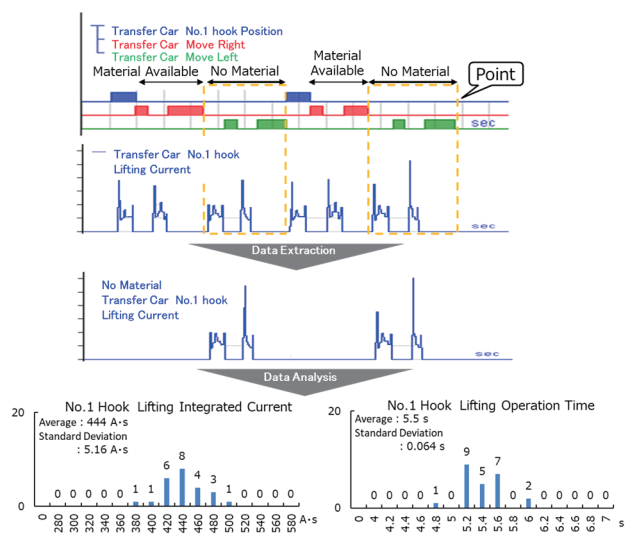 Transfer Car No.1 hook Position
Transfer Car Move Right
Transfer Car Move Left
Material Available
No Material
Material
Available
No Material
Point
sec
Transfer Car No.1 hook
Lifting Current
sec
Data Extraction
No Material
Transfer Car No.1 hook
Lifting Current
sec
Data Analysis
No.1 Hook Lifting Integrated Current
20
Average : 444 A・s
Standard Deviation
: 5.16 A・s
0 0 0 0 0 0 1 1 6 8 4 3 1 0 0 0 0
0
0 280 300 320 340 360 380 400 420 440 460 480 500 520 540 560 580
A・s
No.1 Hook Lifting Operation Time
20
Average : 5.5 s
Standard Deviation
: 0.064 s
0 0 0 0 0 1 0 9 5 7 0 2 0 0 0 0 0
0
0 4 4.2 4.4 4.6 4.8 5 5.2 5.4 5.6 5.8 6 6.2 6.4 6.6 6.8 7
s